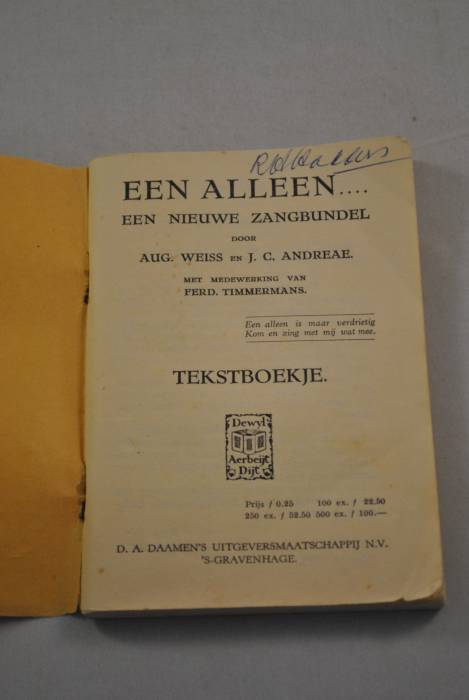 EEN ALLEEN....
EEN NIEUWE ZANGBUNDEL
DOOR
AUG. WEISS EN J. C. ANDREAE.
MET MEDEWERKING VAN
FERD. TIMMERMANS.
Een alleen is maar verdrietig
Kom en zing met mij wat mee.
TEKSTBOEKJE.
Dewyl
Aerbeijt
Dijt
Prijs f 0.25 100 ex. f 22.50
250 ex. f 52.50 500 ex. f 100.—
D. A. DAAMEN'S UITGEVERSMAATSCHAPPIJ N.V.
'S-GRAVENHAGE.